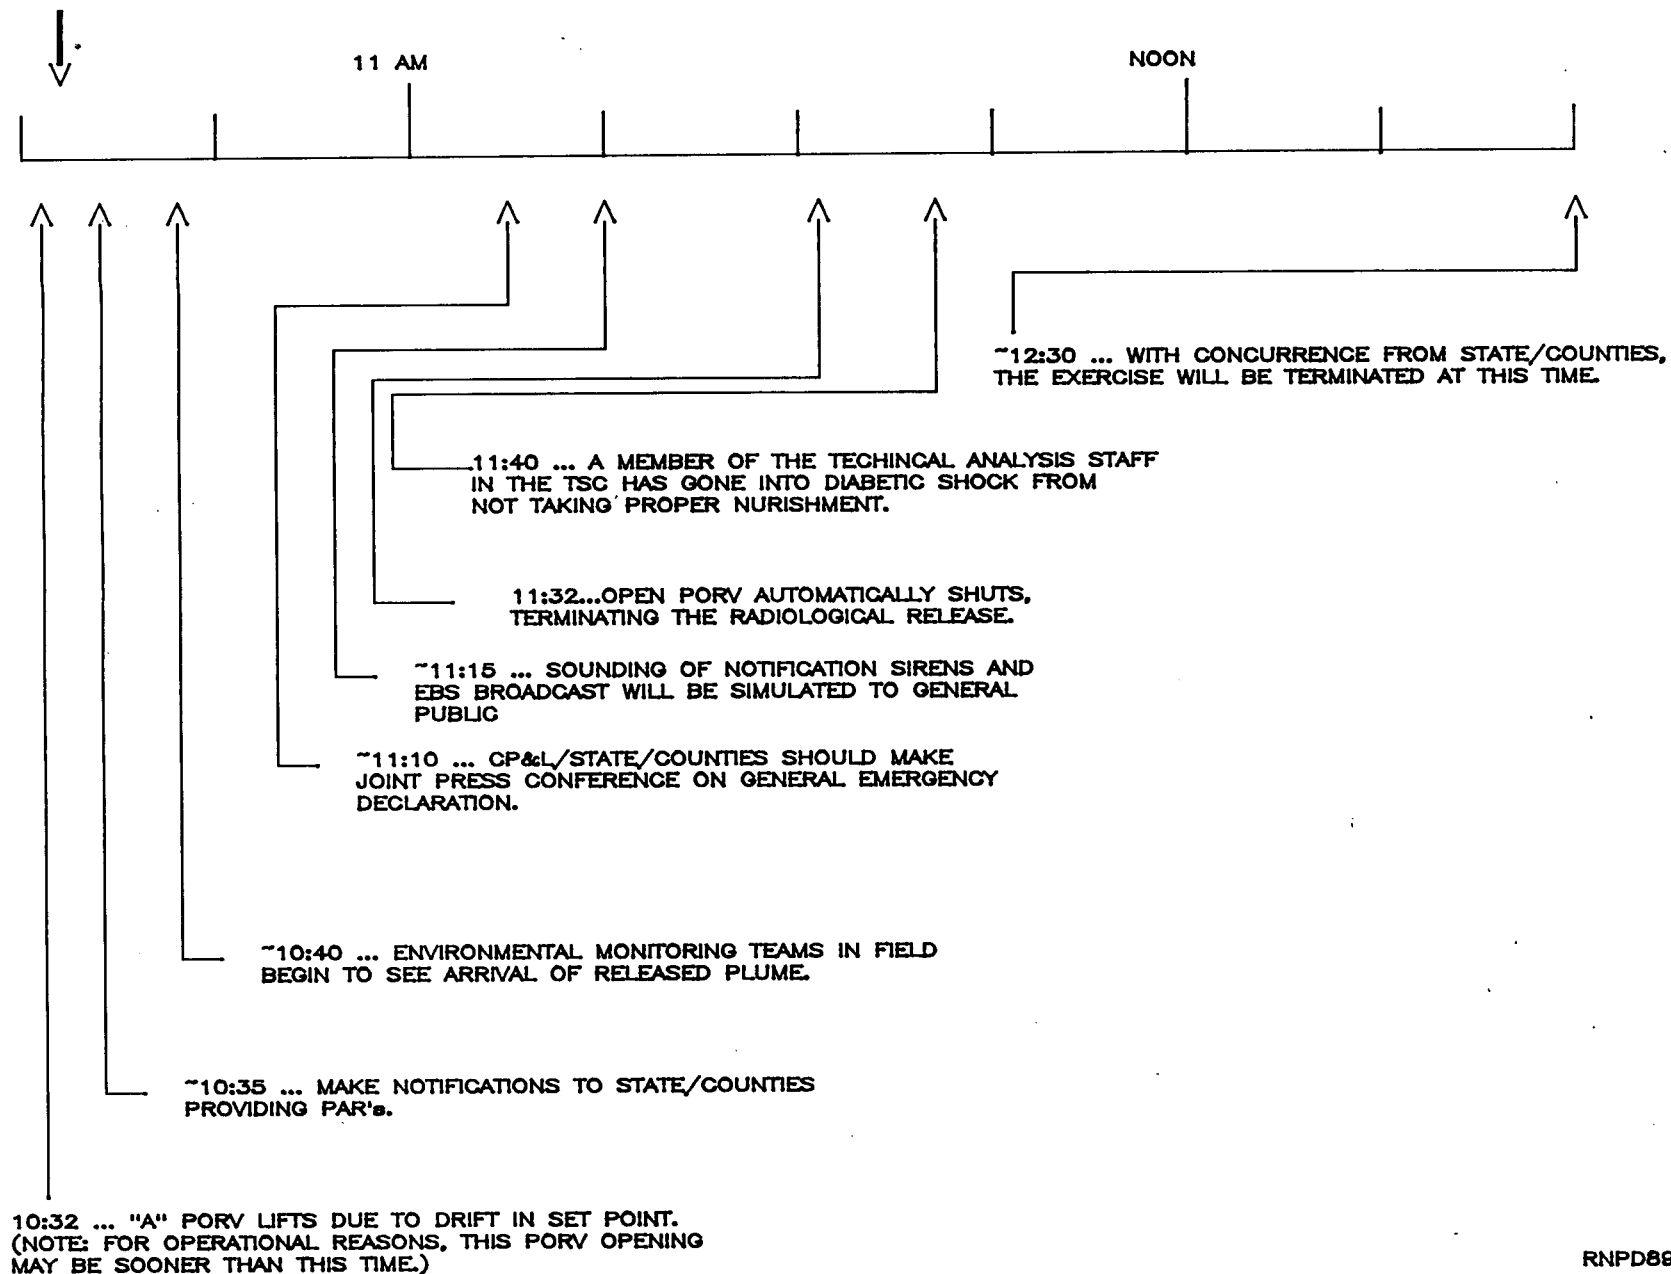 11 AM
NOON
~12:30 ... WITH CONCURRENCE FROM STATE/COUNTIES,
THE EXERCISE WILL BE TERMINATED AT THIS TIME.
11:40 ... A MEMBER OF THE TECHINCAL ANALYSIS STAFF
IN THE TSC HAS GONE INTO DIABETIC SHOCK FROM
NOT TAKING PROPER NURISHMENT.
11:32...OPEN PORV AUTOMATICALLY SHUTS,
TERMINATING THE RADIOLOGICAL RELEASE.
~11:15 ... SOUNDING OF NOTIFICATION SIRENS AND
EBS BROADCAST WILL BE SIMULATED TO GENERAL
PUBLIC
~11:10 ... CP&L/STATE/COUNTIES SHOULD MAKE
JOINT PRESS CONFERENCE ON GENERAL EMERGENCY
DECLARATION.
~10:40 ... ENVIRONMENTAL MONITORING TEAMS IN FIELD
BEGIN TO SEE ARRIVAL OF RELEASED PLUME.
~10:35 ... MAKE NOTIFICATIONS TO STATE/COUNTIES
PROVIDING PAR's.
10:32 ... "A" PORV LIFTS DUE TO DRIFT IN SET POINT.
(NOTE: FOR OPERATIONAL REASONS, THIS PORV OPENING
MAY BE SOONER THAN THIS TIME.)
RNPD89